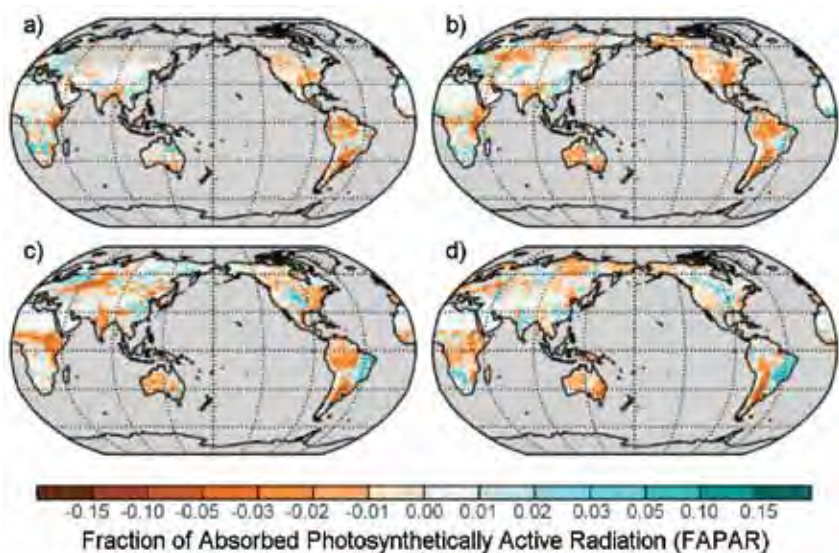 a)
b)
c)
d)
-0.15 -0.10 -0.05 -0.03 -0.02 -0.01 0.00 0.01 0.02 0.03 0.05 0.10 0.15
Fraction of Absorbed Photosynthetically Active Radiation (FAPAR)